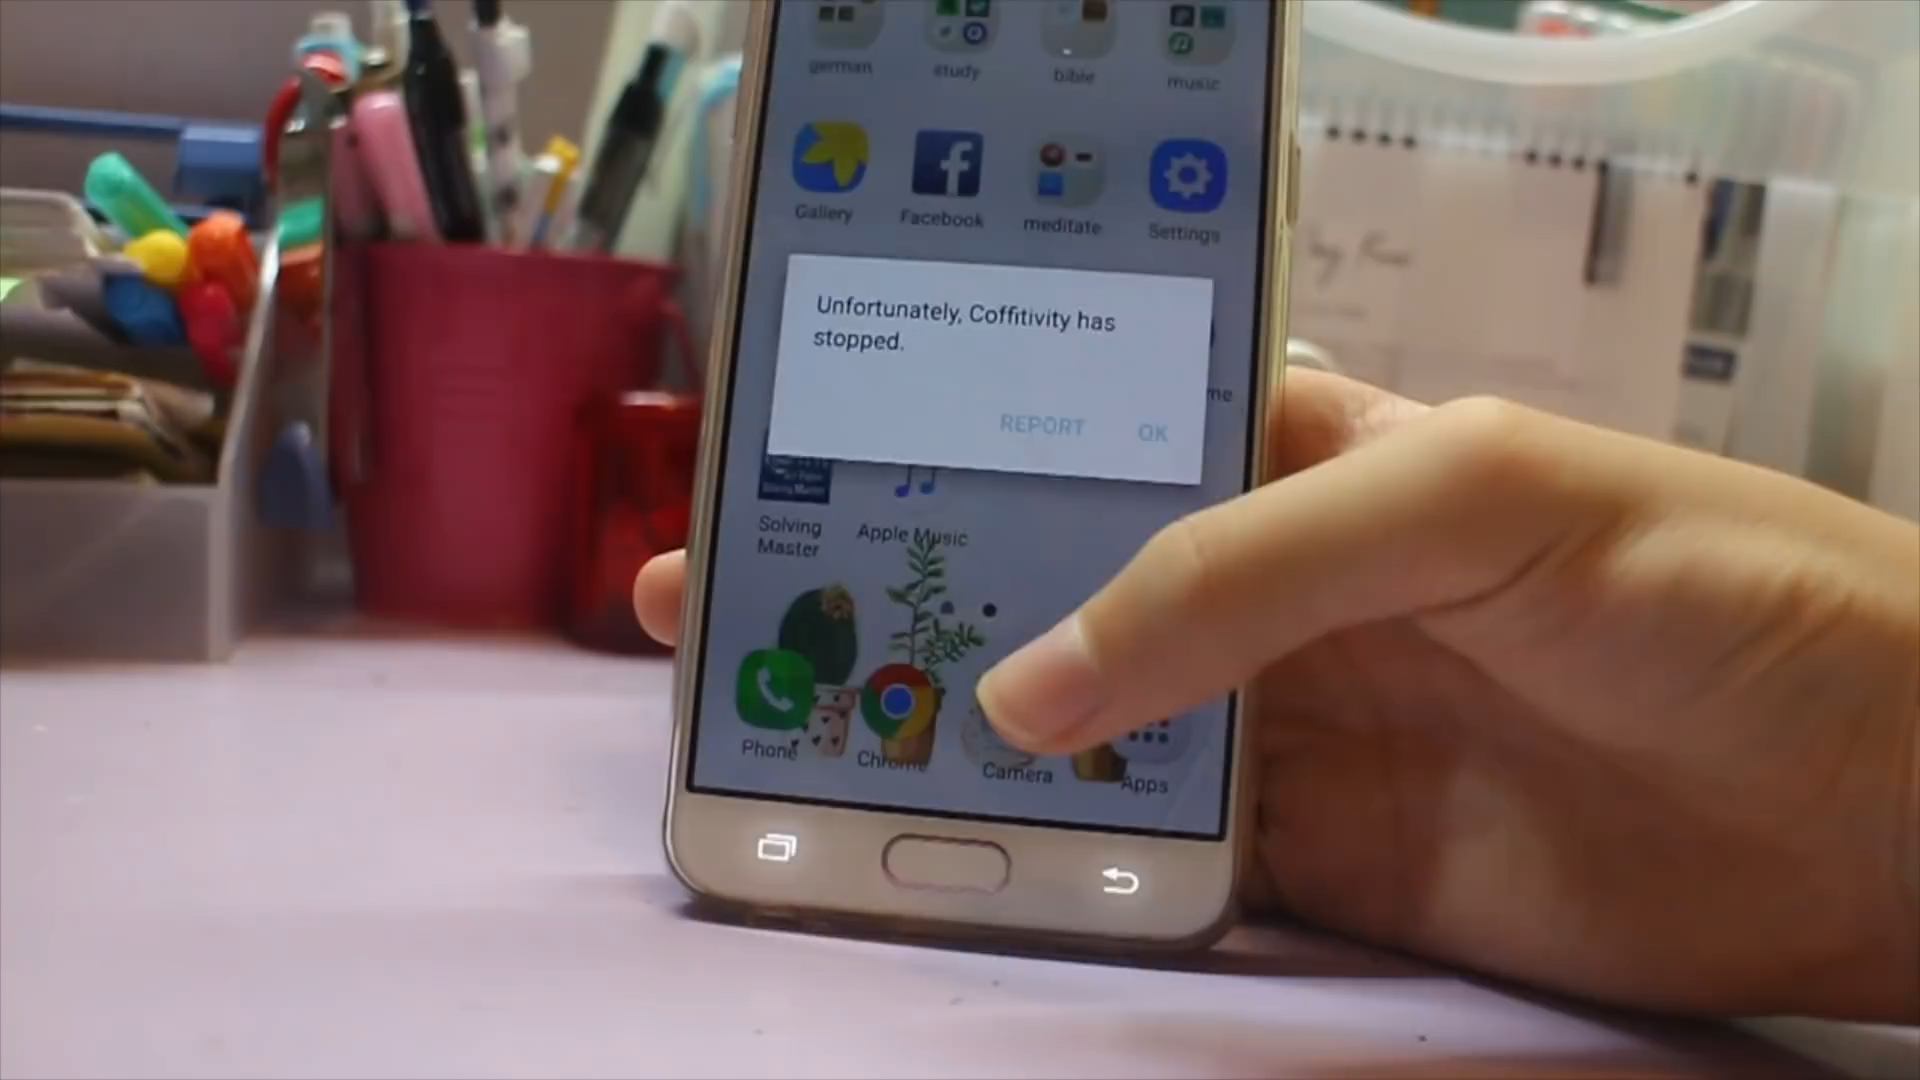 german study bible music
Gallery Facebook meditate Settings
Unfortunately, Coffitivity has
stopped.
REPORT OK
me
Solving
Master
Apple Music
Phone Chrome Camera Apps